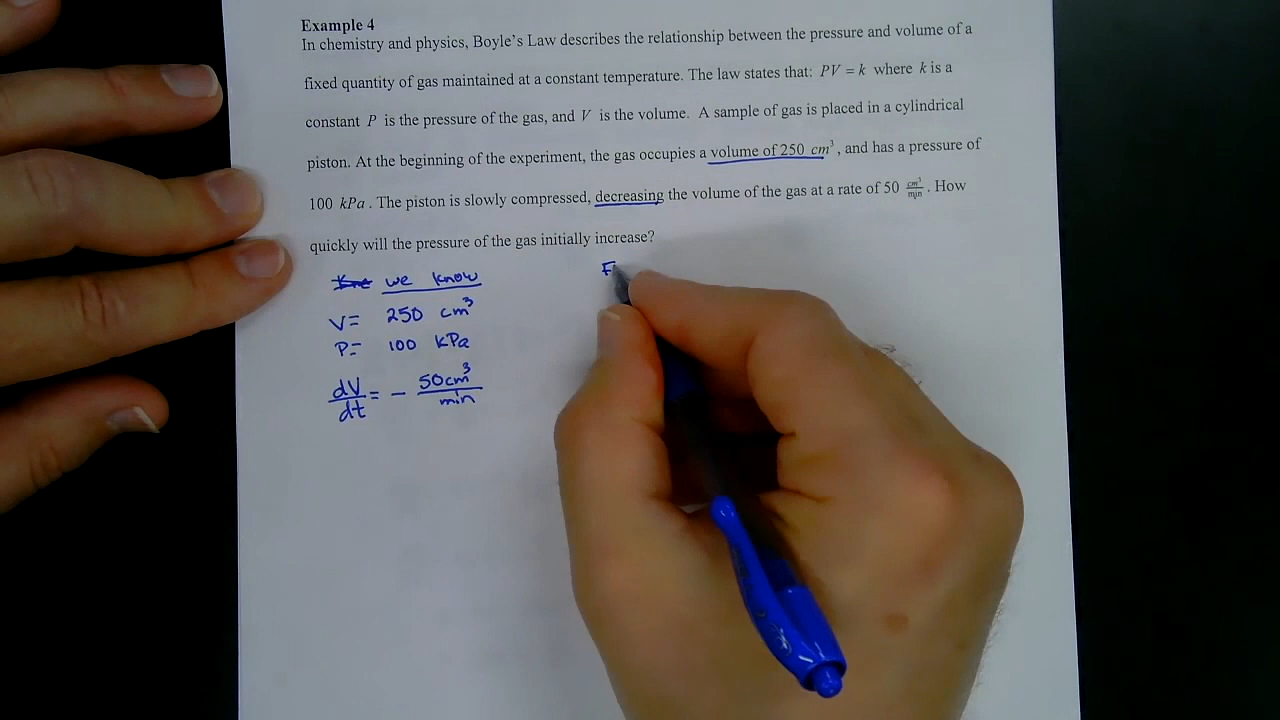 Example 4
In chemistry and physics, Boyle's Law describes the relationship between the pressure and volume of a
fixed quantity of gas maintained at a constant temperature. The law states that: PV = k where k is a
constant P is the pressure of the gas, and V is the volume. A sample of gas is placed in a cylindrical
piston. At the beginning of the experiment, the gas occupies a volume of 250 cm³, and has a pressure of
100 kPa. The piston is slowly compressed, decreasing the volume of the gas at a rate of 50 cm³/min. How
quickly will the pressure of the gas initially increase?
we know
V = 250 cm³
P = 100 kPa
dV/dt = - 50cm³/min